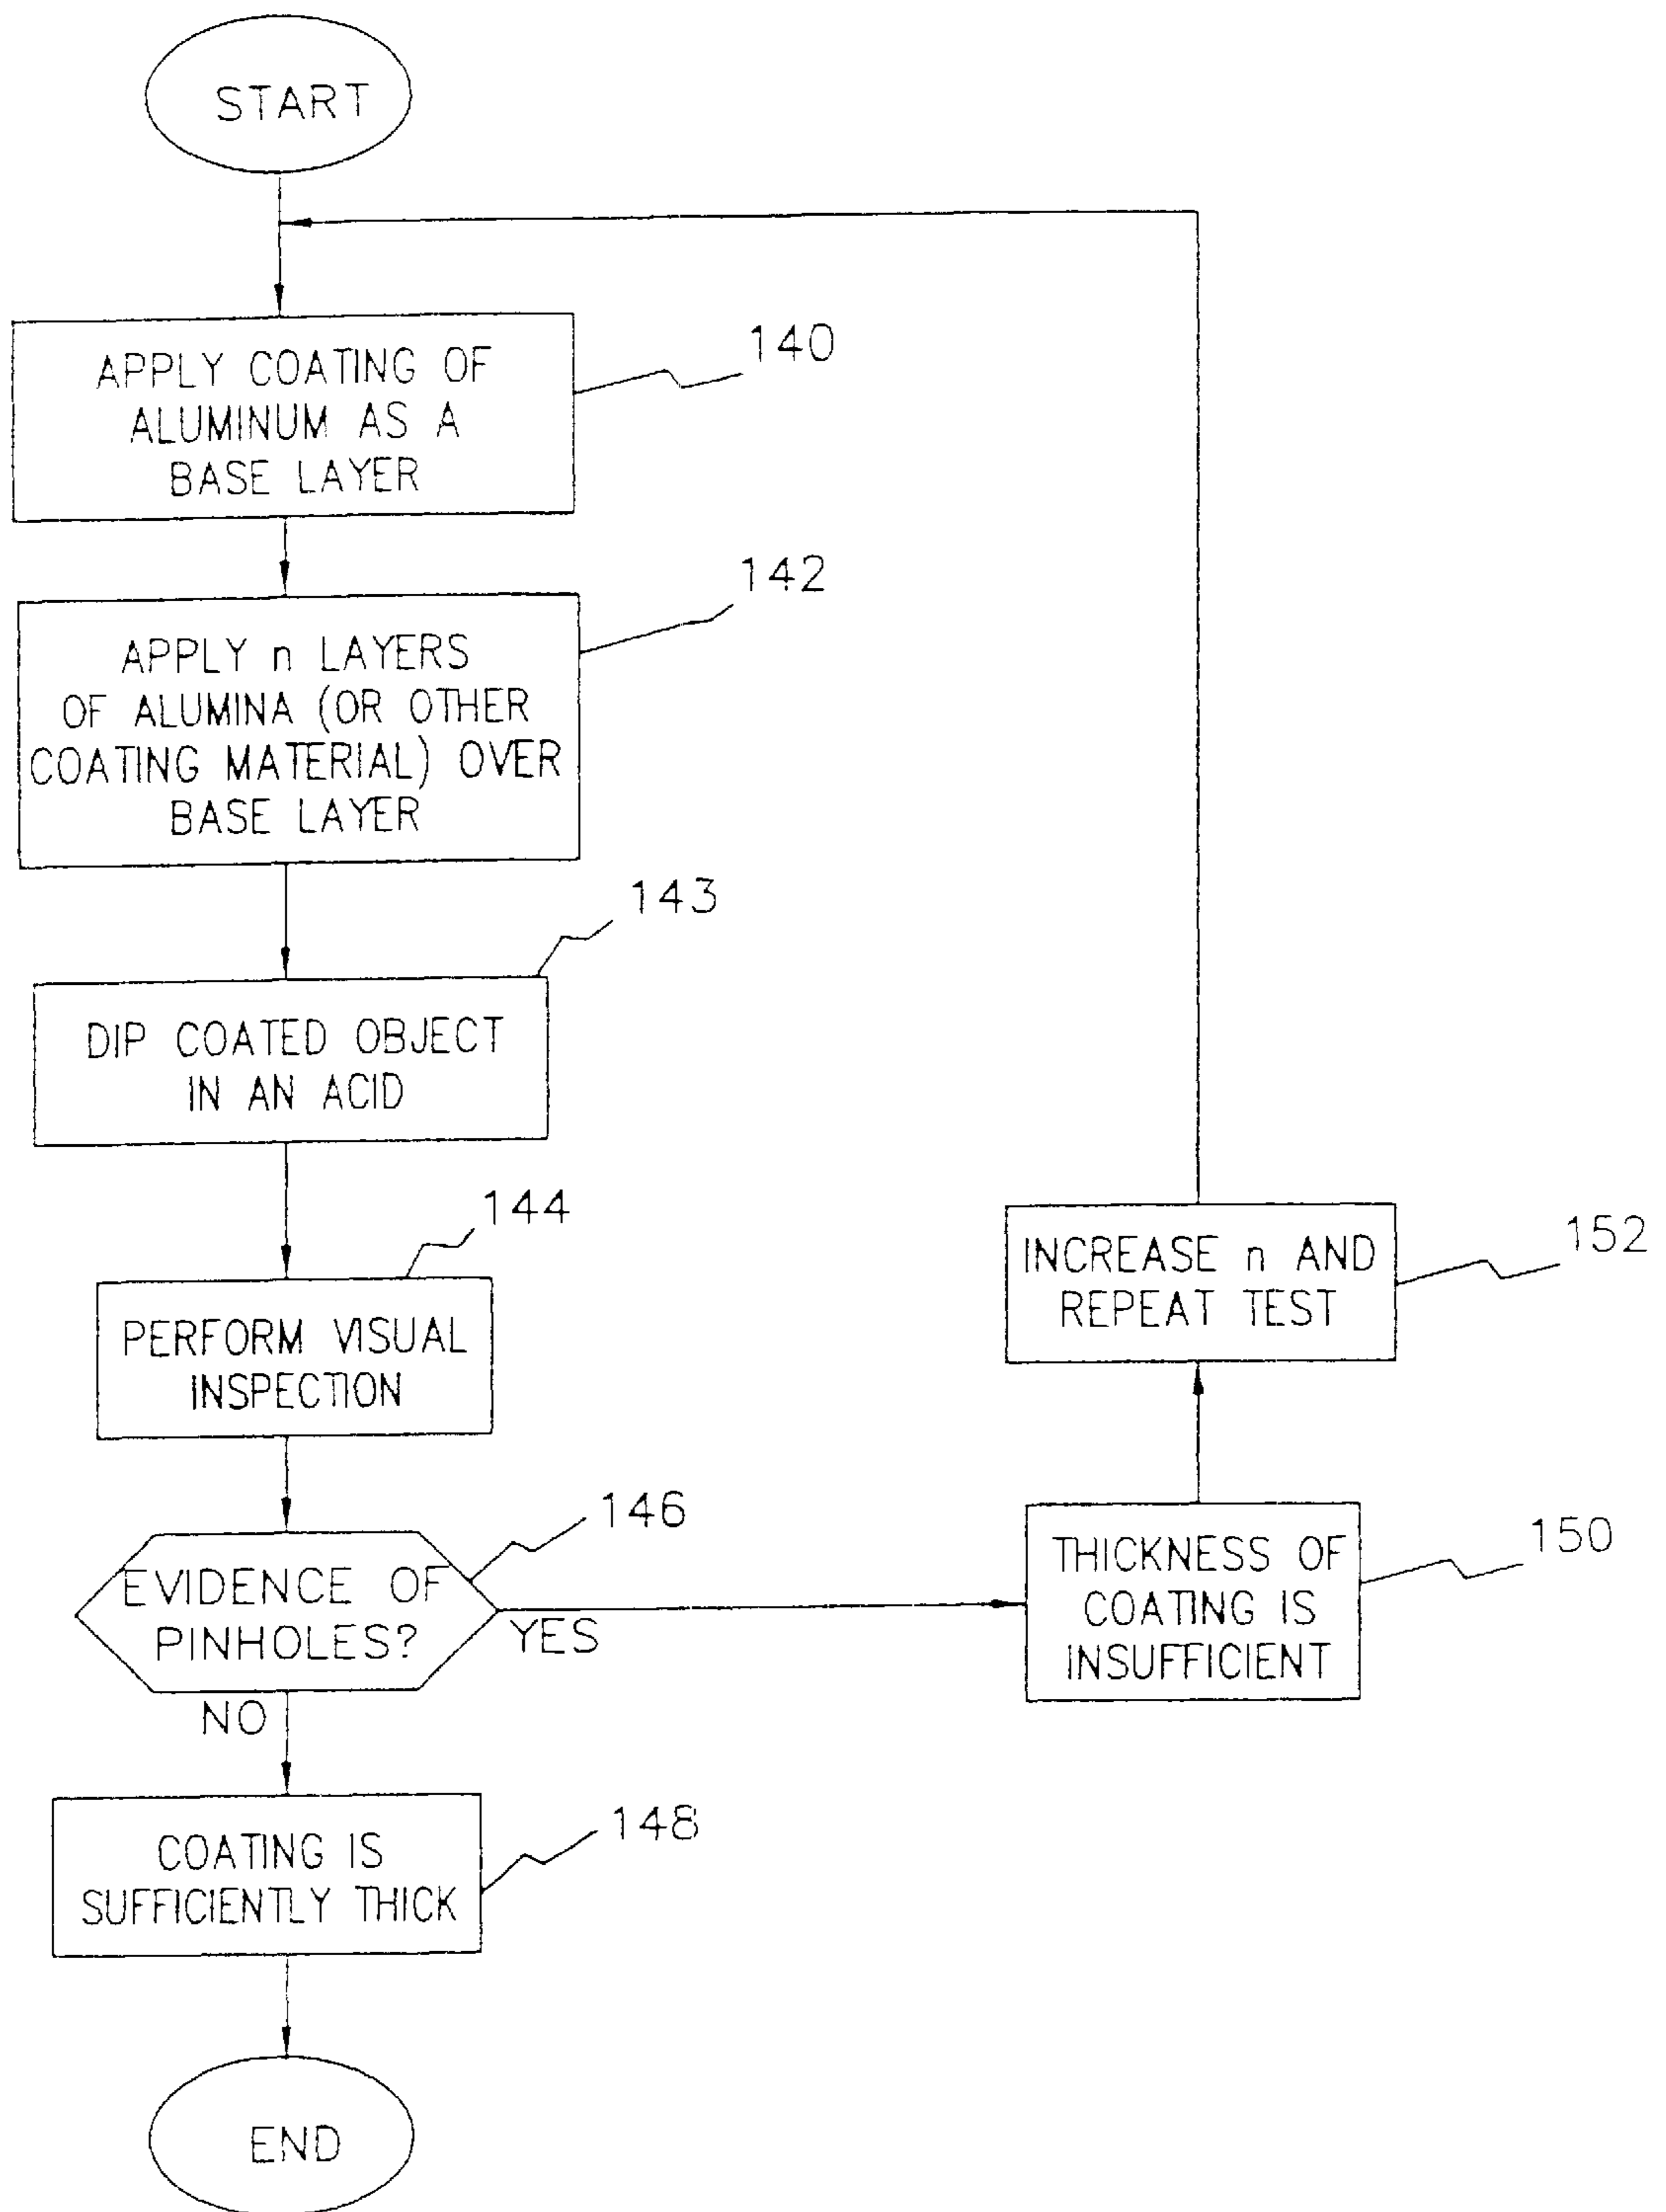 START
APPLY COATING OF
ALUMINUM AS A
BASE LAYER
140
APPLY n LAYERS
OF ALUMINA (OR OTHER
COATING MATERIAL) OVER
BASE LAYER
142
DIP COATED OBJECT
IN AN ACID
143
PERFORM VISUAL
INSPECTION
144
EVIDENCE OF
PINHOLES?
146
YES
NO
COATING IS
SUFFICIENTLY THICK
148
END
THICKNESS OF
COATING IS
INSUFFICIENT
150
INCREASE n AND
REPEAT TEST
152